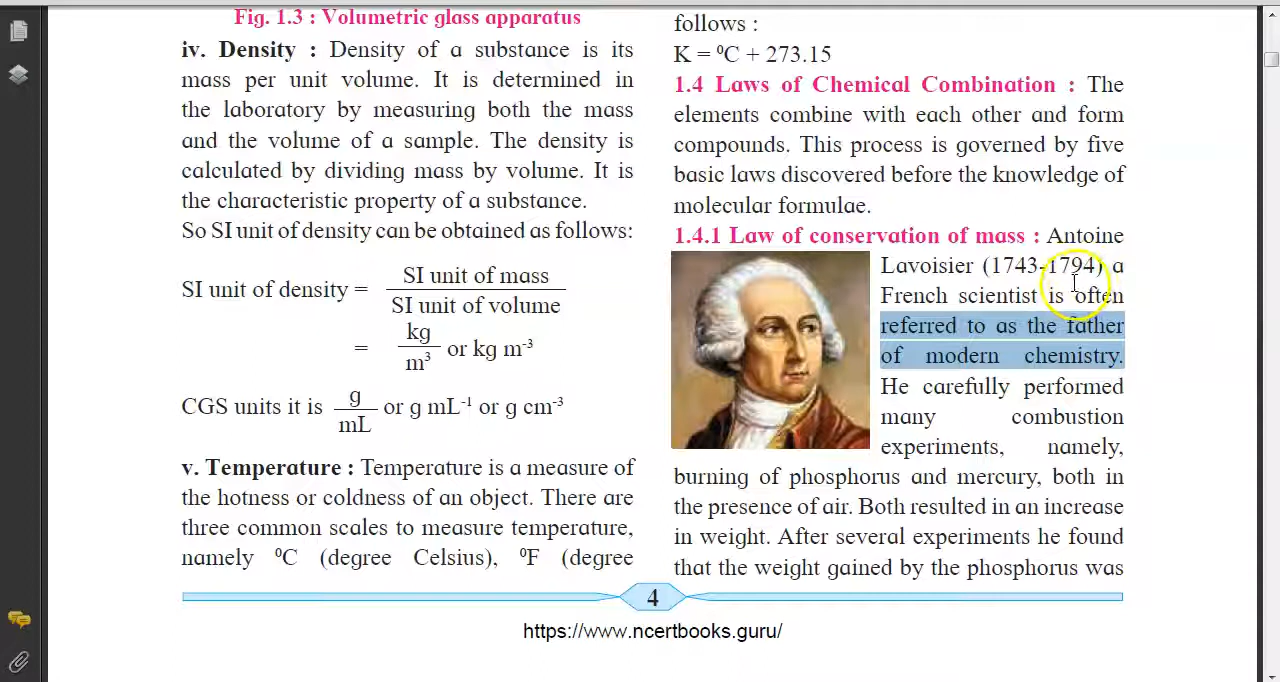 Fig. 1.3 : Volumetric glass apparatus
iv. Density : Density of a substance is its
mass per unit volume. It is determined in
the laboratory by measuring both the mass
and the volume of a sample. The density is
calculated by dividing mass by volume. It is
the characteristic property of a substance.
So SI unit of density can be obtained as follows:
SI unit of density = SI unit of mass
SI unit of volume
= kg
m³ or kg m⁻³
CGS units it is g
mL or g mL⁻¹ or g cm⁻³
v. Temperature : Temperature is a measure of
the hotness or coldness of an object. There are
three common scales to measure temperature,
namely ⁰C (degree Celsius), ⁰F (degree
follows :
K = ⁰C + 273.15
1.4 Laws of Chemical Combination : The
elements combine with each other and form
compounds. This process is governed by five
basic laws discovered before the knowledge of
molecular formulae.
1.4.1 Law of conservation of mass : Antoine
Lavoisier (1743-1794) a
French scientist is often
referred to as the father
of modern chemistry.
He carefully performed
many combustion
experiments, namely,
burning of phosphorus and mercury, both in
the presence of air. Both resulted in an increase
in weight. After several experiments he found
that the weight gained by the phosphorus was
4
https://www.ncertbooks.guru/